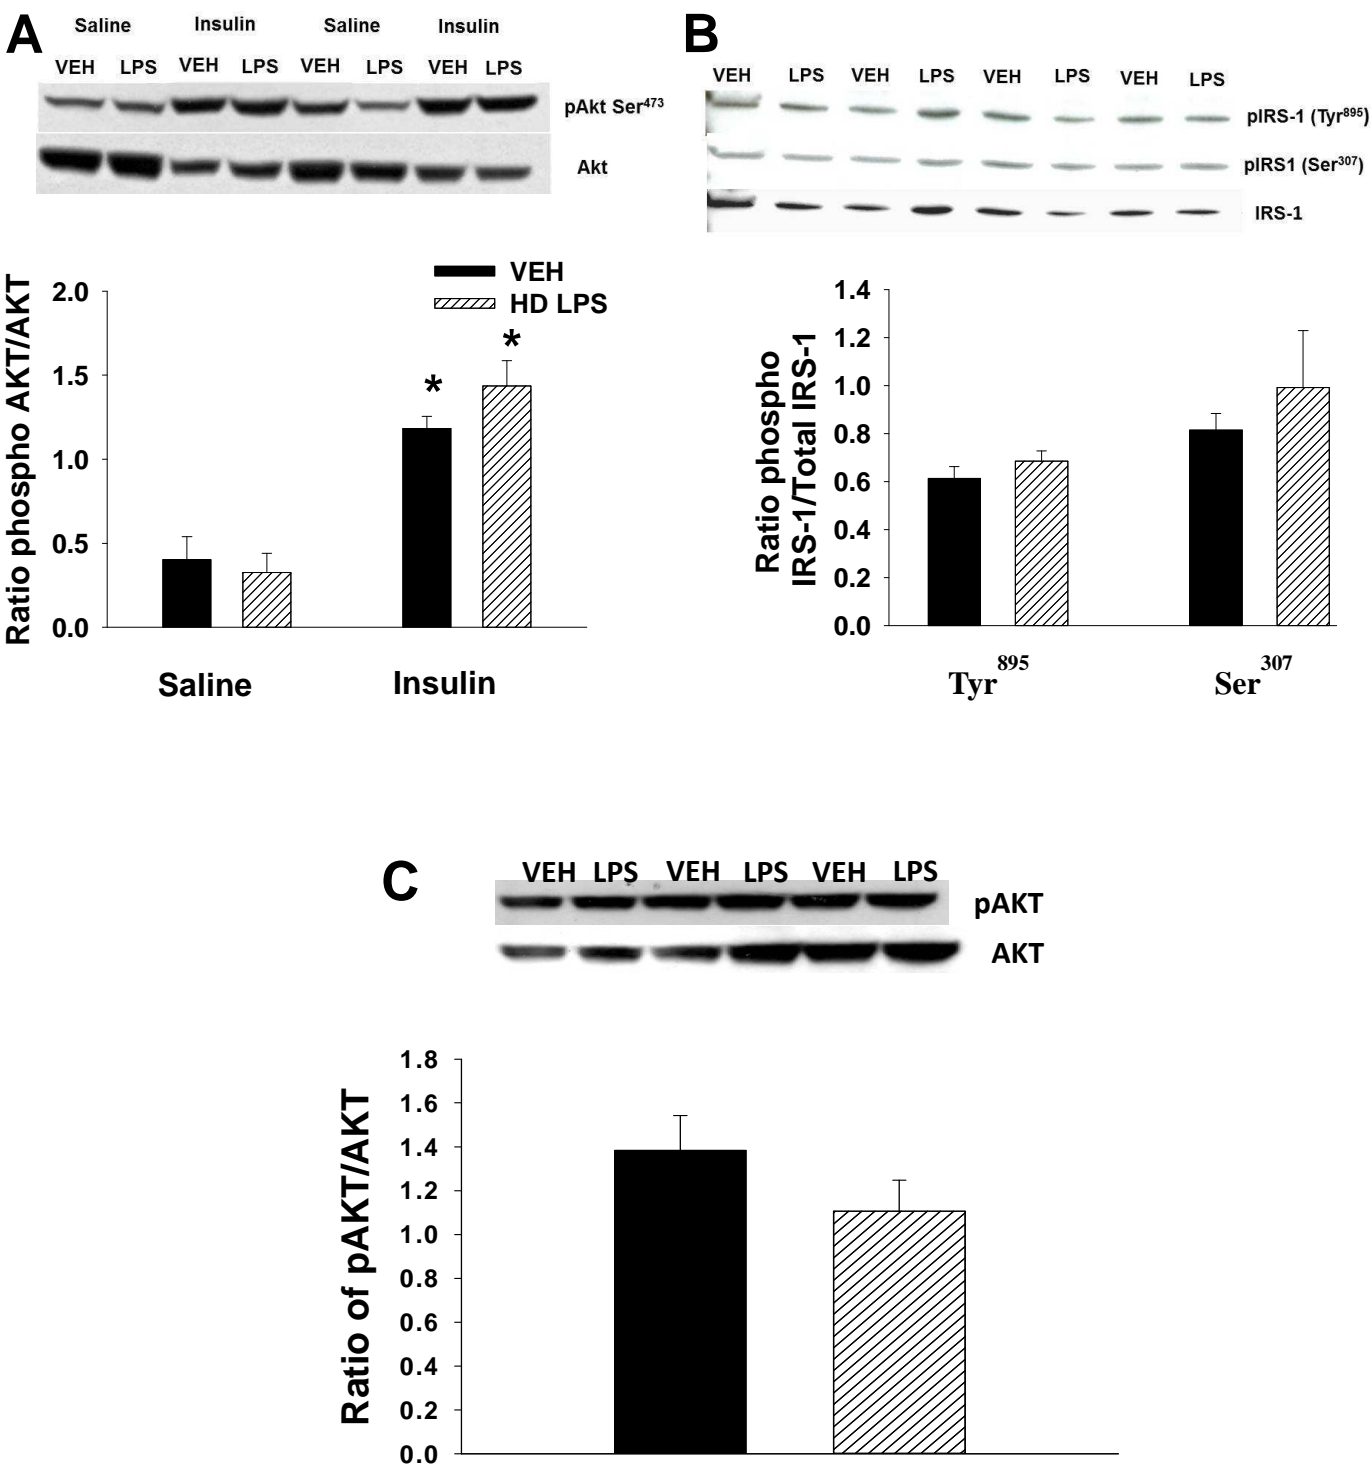 A
Saline Insulin Saline Insulin
VEH LPS VEH LPS VEH LPS VEH LPS
pAkt Ser473
Akt
VEH
HD LPS
Ratio phospho AKT/AKT
2.0
1.5
1.0
0.5
0.0
*
*
Saline Insulin
B
VEH LPS VEH LPS VEH LPS VEH LPS
pIRS-1 (Tyr895)
pIRS1 (Ser307)
IRS-1
Ratio phospho
IRS-1/Total IRS-1
1.4
1.2
1.0
0.8
0.6
0.4
0.2
0.0
Tyr895 Ser307
C
VEH LPS VEH LPS VEH LPS
pAKT
AKT
Ratio of pAKT/AKT
1.8
1.6
1.4
1.2
1.0
0.8
0.6
0.4
0.2
0.0